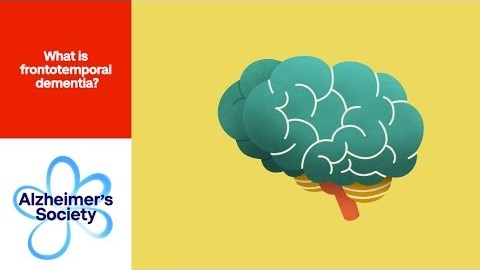 What is
frontotemporal
dementia?
Alzheimer's
Society